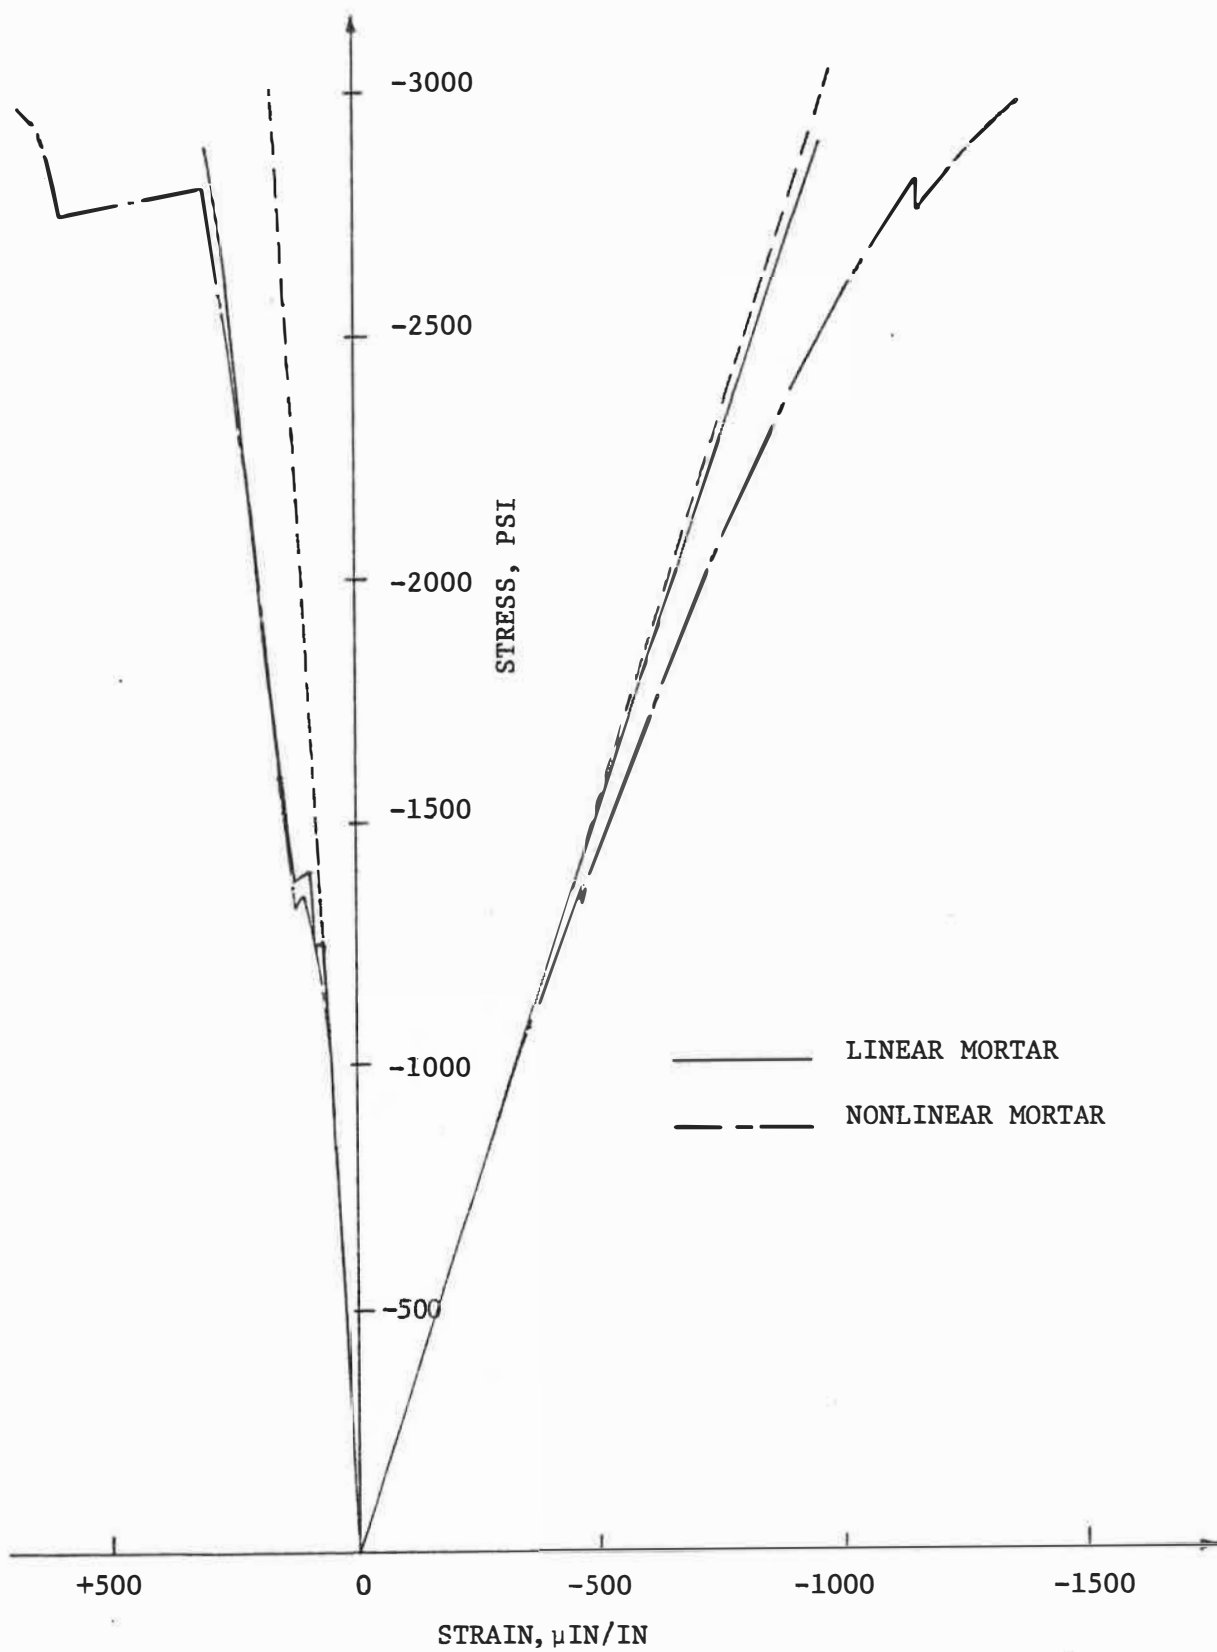 -3000
-2500
-2000
-1500
-1000
-500
STRESS, PSI
LINEAR MORTAR
NONLINEAR MORTAR
+500 0 -500 -1000 -1500
STRAIN, μIN/IN